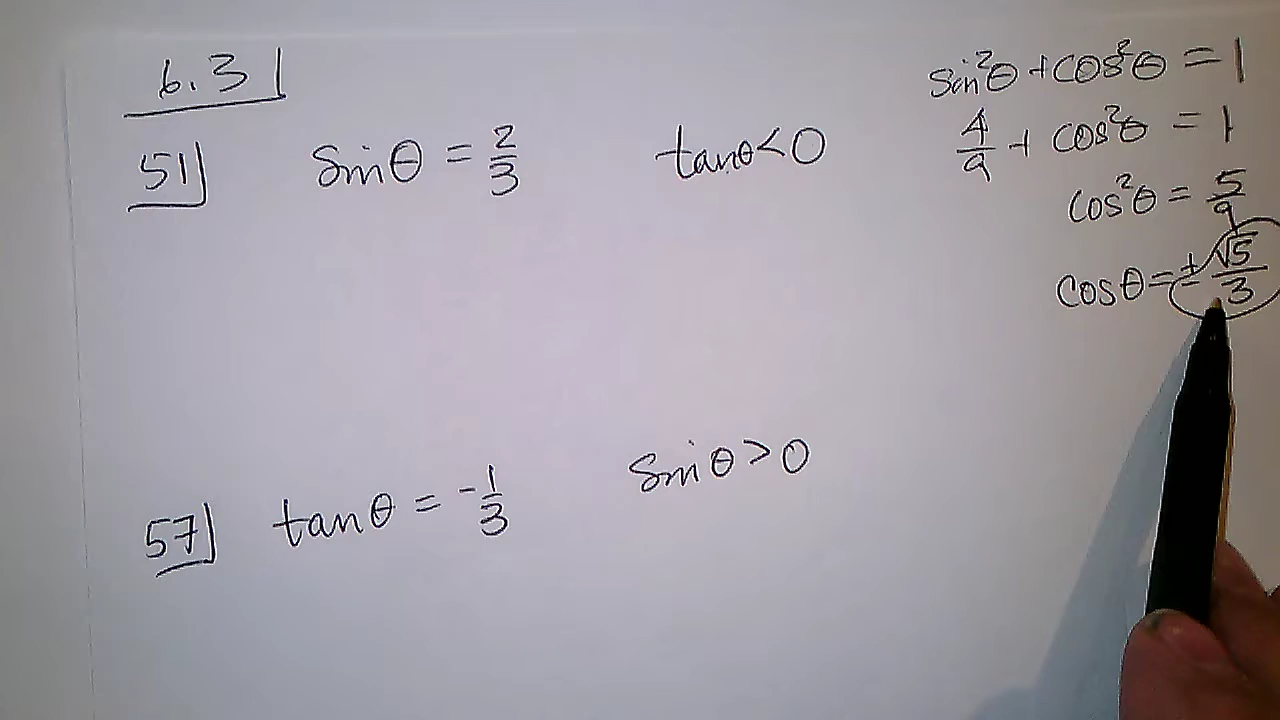 6.3
51 sinθ = 2/3 tanθ<0
sin²θ + cos²θ = 1
4/9 + cos²θ = 1
cos²θ = 5/9
cosθ = ± √5/3
57 tanθ = -1/3 sinθ>0